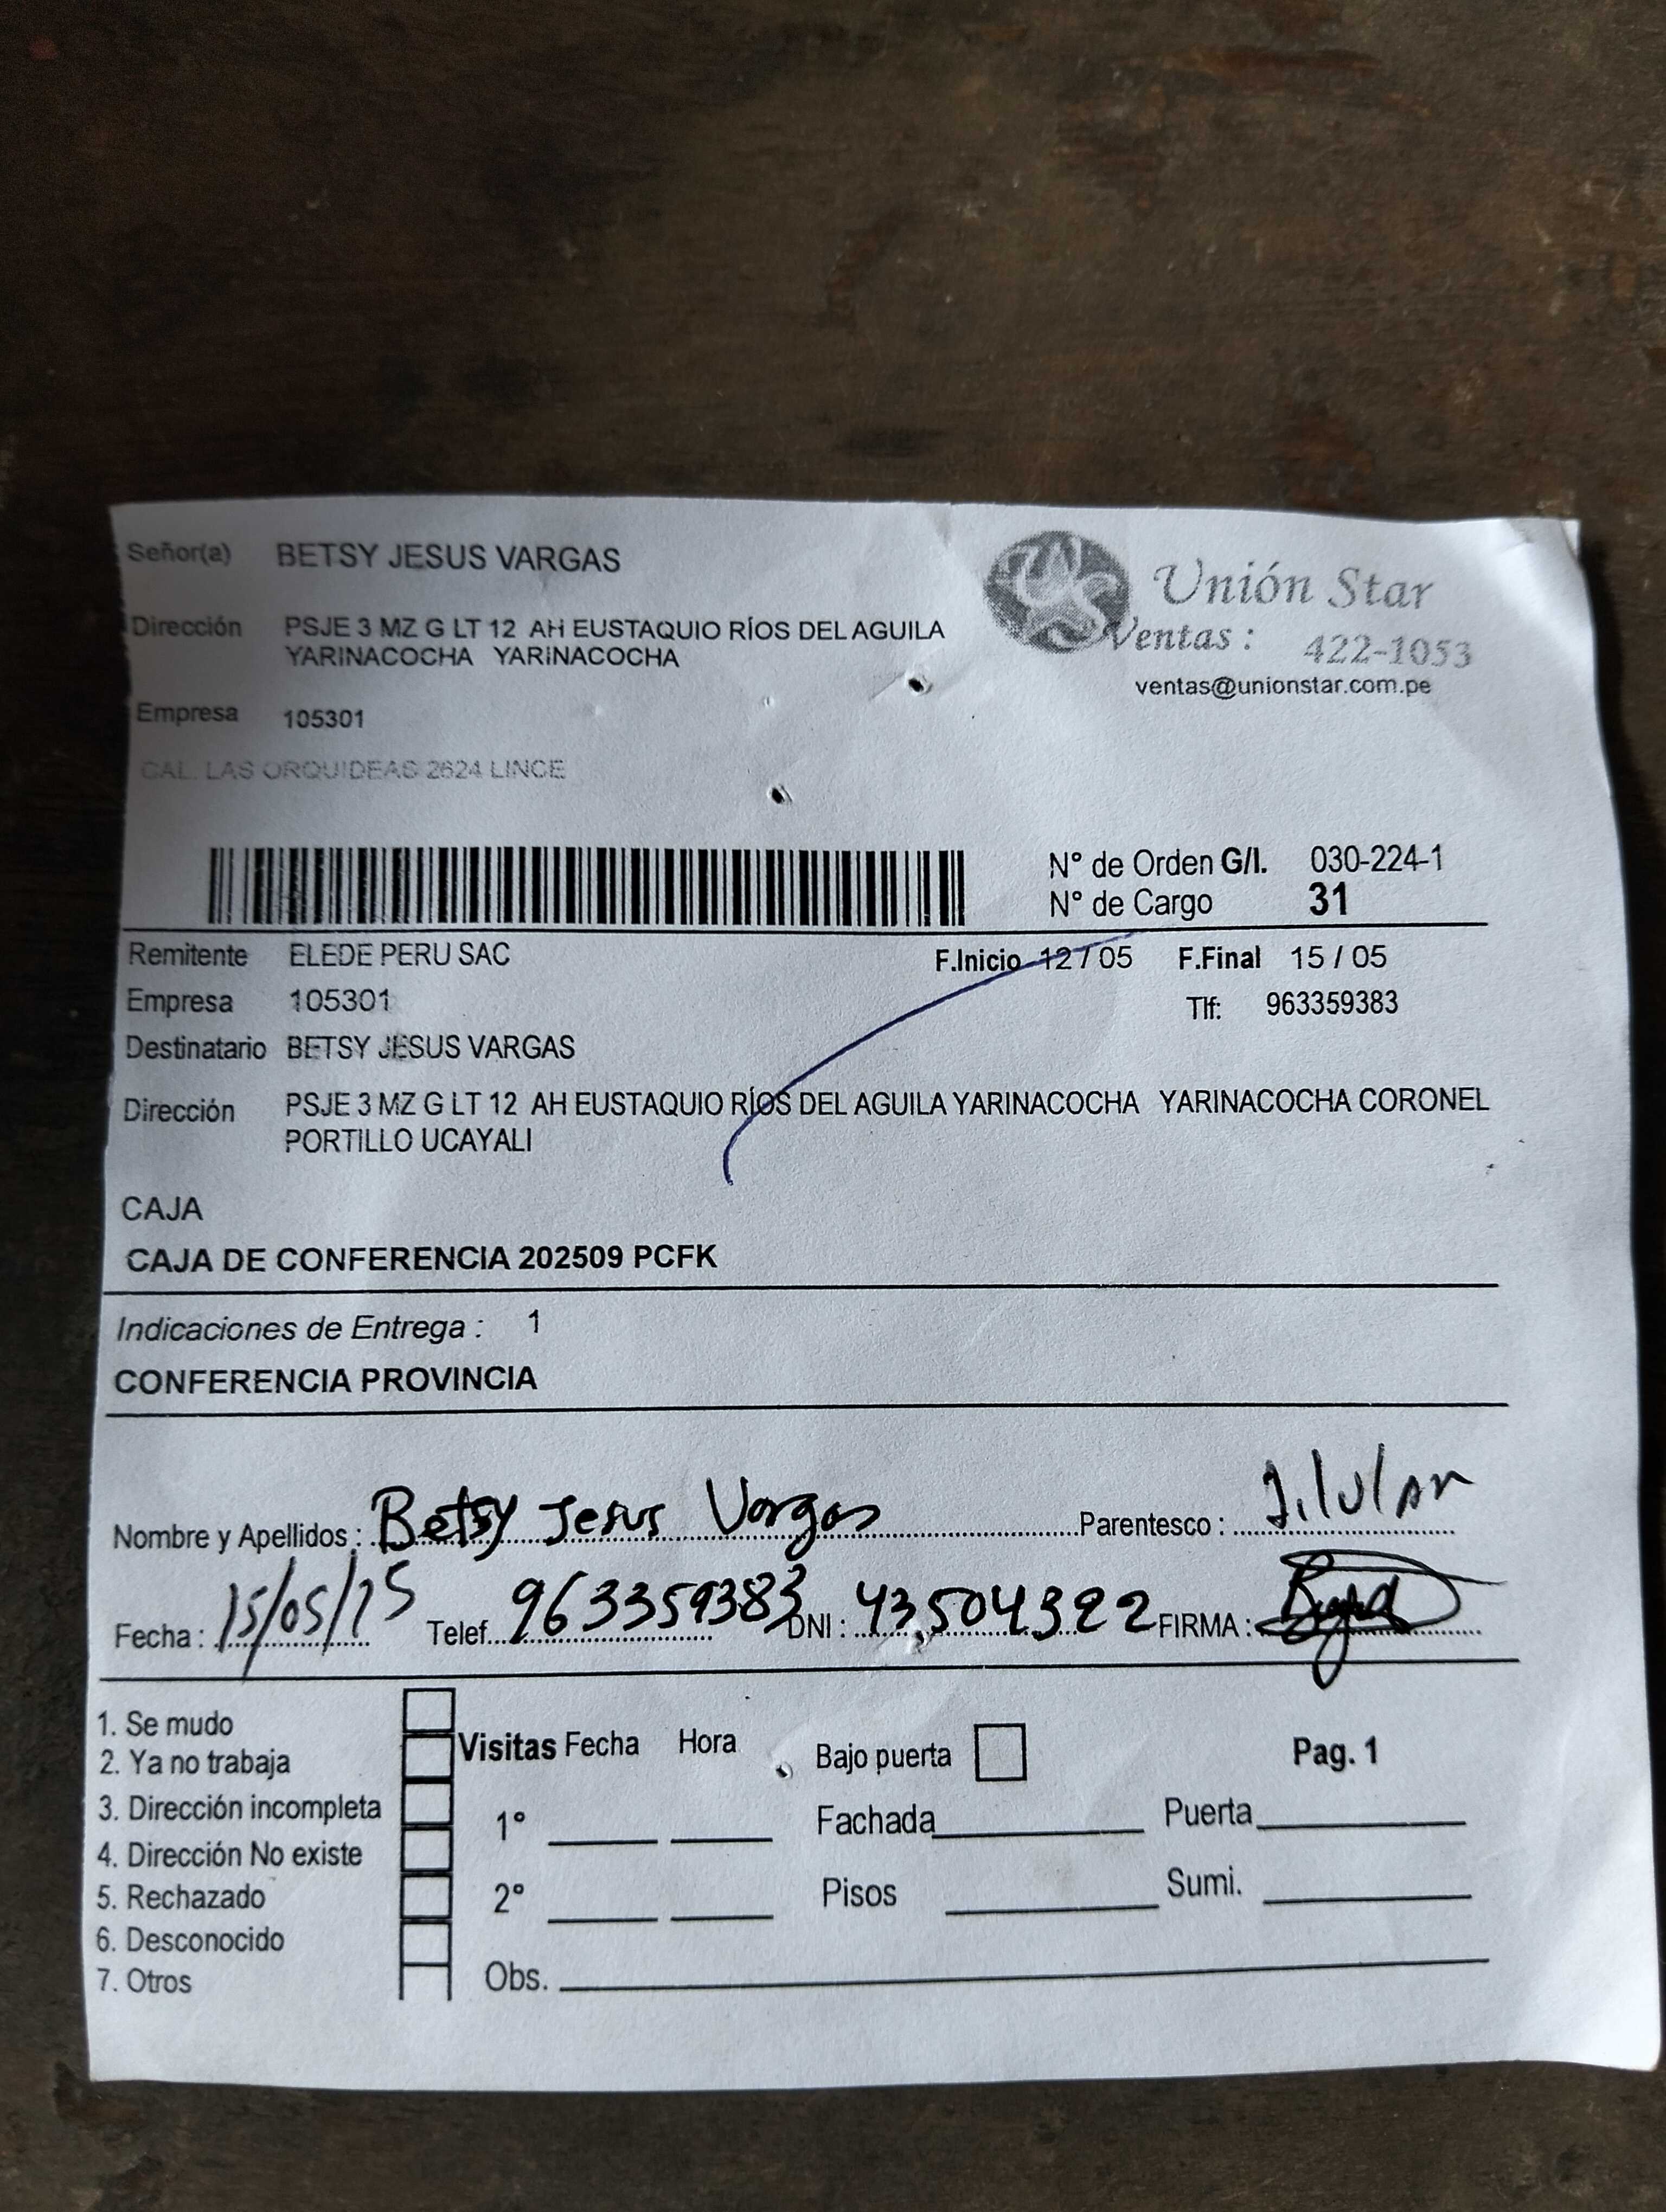 Señor(a) BETSY JESUS VARGAS
Unión Star
Dirección PSJE 3 MZ G LT 12 AH EUSTAQUIO RÍOS DEL AGUILA
YARINACOCHA YARINACOCHA
Ventas : 422-1053
ventas@unionstar.com.pe
Empresa 105301
CAL. LAS ORQUIDEAS 2624 LINCE
N° de Orden G/I. 030-224-1
N° de Cargo 31
Remitente ELEDE PERU SAC F.Inicio 12 / 05 F.Final 15 / 05
Empresa 105301 Tlf: 963359383
Destinatario BETSY JESUS VARGAS
Dirección PSJE 3 MZ G LT 12 AH EUSTAQUIO RÍOS DEL AGUILA YARINACOCHA YARINACOCHA CORONEL
PORTILLO UCAYALI
CAJA
CAJA DE CONFERENCIA 202509 PCFK
Indicaciones de Entrega : 1
CONFERENCIA PROVINCIA
Nombre y Apellidos : Betsy Jesus Vargas Parentesco : Titular
Fecha : 15/05/25 Telef. 963359383 DNI : 43504322 FIRMA :
1. Se mudo
2. Ya no trabaja
3. Dirección incompleta
4. Dirección No existe
5. Rechazado
6. Desconocido
7. Otros
Visitas Fecha Hora Bajo puerta Pag. 1
1° Fachada Puerta
2° Pisos Sumi.
Obs.